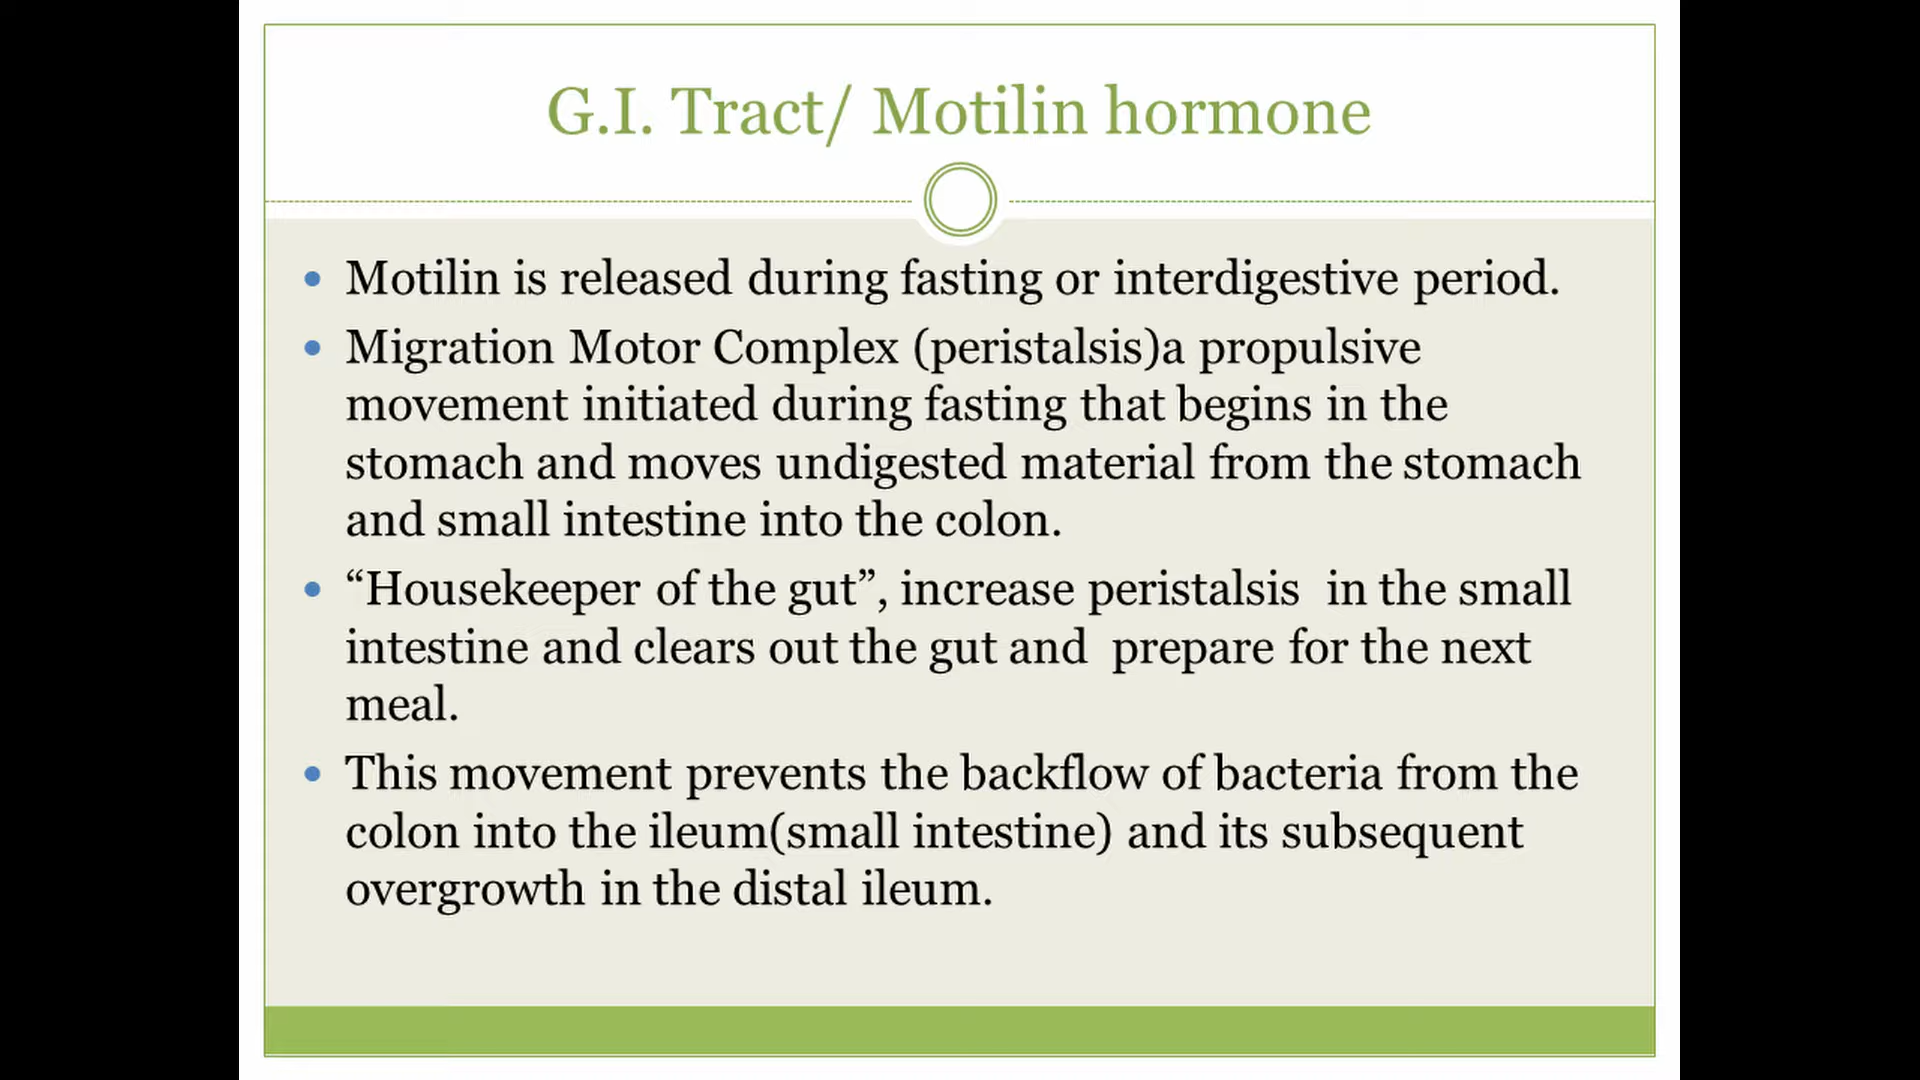 G.I. Tract/ Motilin hormone
• Motilin is released during fasting or interdigestive period.
• Migration Motor Complex (peristalsis)a propulsive
movement initiated during fasting that begins in the
stomach and moves undigested material from the stomach
and small intestine into the colon.
• “Housekeeper of the gut”, increase peristalsis  in the small
intestine and clears out the gut and  prepare for the next
meal.
• This movement prevents the backflow of bacteria from the
colon into the ileum(small intestine) and its subsequent
overgrowth in the distal ileum.